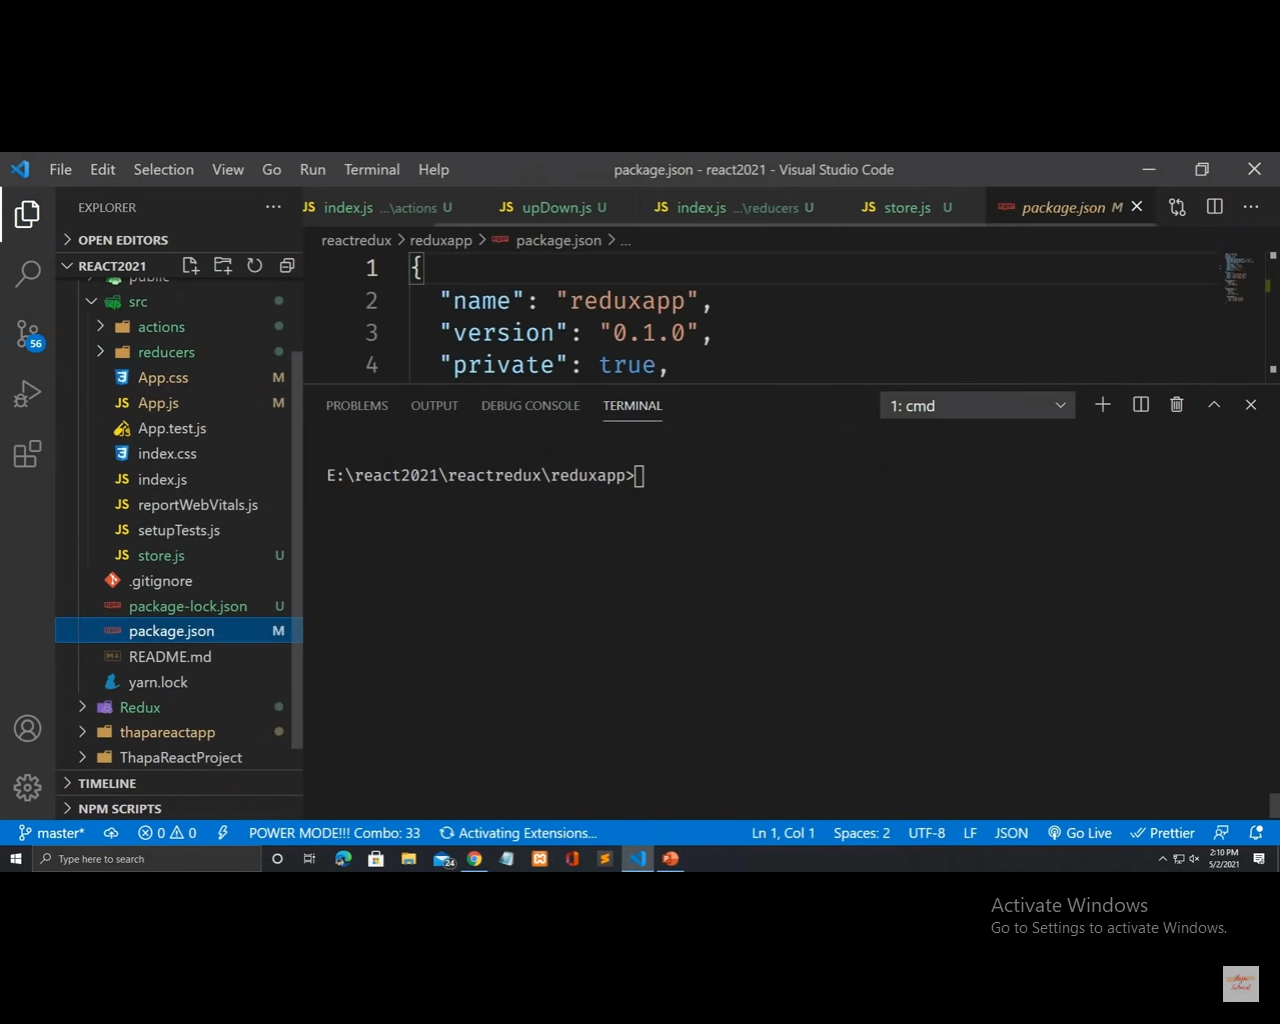 File Edit Selection View Go Run Terminal Help package.json - react2021 - Visual Studio Code
EXPLORER
OPEN EDITORS
REACT2021
public
src
actions
reducers
App.css M
App.js M
App.test.js
index.css
index.js
reportWebVitals.js
setupTests.js
store.js U
.gitignore
package-lock.json U
package.json M
README.md
yarn.lock
Redux
thapareactapp
ThapaReactProject
TIMELINE
NPM SCRIPTS
56
JS index.js ...\actions U JS upDown.js U JS index.js ...\reducers U JS store.js U package.json M
reactredux > reduxapp > package.json > ...
1 {
2 "name": "reduxapp",
3 "version": "0.1.0",
4 "private": true,
PROBLEMS OUTPUT DEBUG CONSOLE TERMINAL 1: cmd
E:\react2021\reactredux\reduxapp>
master* 0 0 POWER MODE!!! Combo: 33 Activating Extensions... Ln 1, Col 1 Spaces: 2 UTF-8 LF JSON Go Live Prettier
Type here to search 24 2:10 PM
5/2/2021
Activate Windows
Go to Settings to activate Windows.